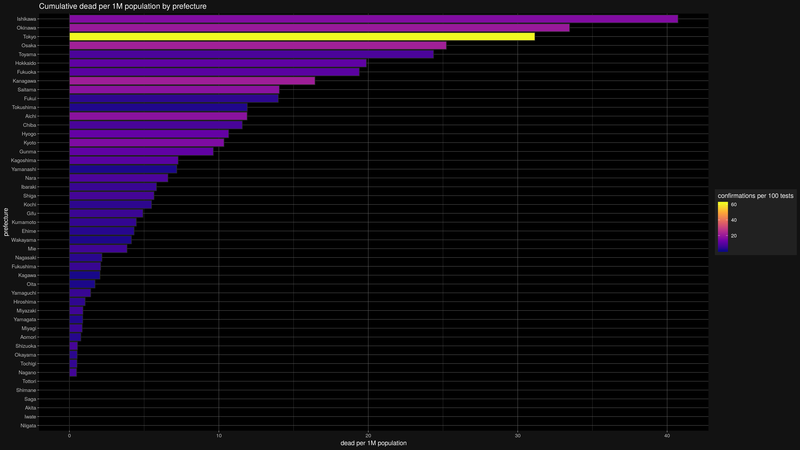 Cumulative dead per 1M population by prefecture
prefecture
Ishikawa
Okinawa
Tokyo
Osaka
Toyama
Hokkaido
Fukuoka
Kanagawa
Saitama
Fukui
Tokushima
Aichi
Chiba
Hyogo
Kyoto
Gunma
Kagoshima
Yamanashi
Nara
Ibaraki
Shiga
Kochi
Gifu
Kumamoto
Ehime
Wakayama
Mie
Nagasaki
Fukushima
Kagawa
Oita
Yamaguchi
Hiroshima
Miyazaki
Yamagata
Miyagi
Aomori
Shizuoka
Okayama
Tochigi
Nagano
Tottori
Shimane
Saga
Akita
Iwate
Niigata
0 10 20 30 40
dead per 1M population
confirmations per 100 tests
60
40
20